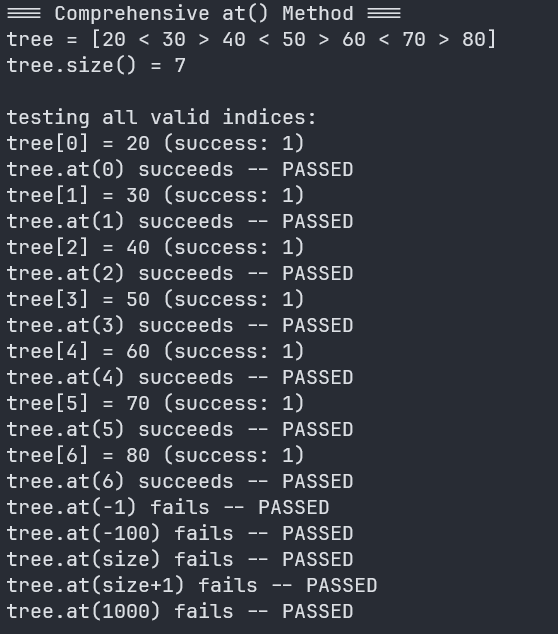 === Comprehensive at() Method ===
tree = [20 < 30 > 40 < 50 > 60 < 70 > 80]
tree.size() = 7

testing all valid indices:
tree[0] = 20 (success: 1)
tree.at(0) succeeds -- PASSED
tree[1] = 30 (success: 1)
tree.at(1) succeeds -- PASSED
tree[2] = 40 (success: 1)
tree.at(2) succeeds -- PASSED
tree[3] = 50 (success: 1)
tree.at(3) succeeds -- PASSED
tree[4] = 60 (success: 1)
tree.at(4) succeeds -- PASSED
tree[5] = 70 (success: 1)
tree.at(5) succeeds -- PASSED
tree[6] = 80 (success: 1)
tree.at(6) succeeds -- PASSED
tree.at(-1) fails -- PASSED
tree.at(-100) fails -- PASSED
tree.at(size) fails -- PASSED
tree.at(size+1) fails -- PASSED
tree.at(1000) fails -- PASSED